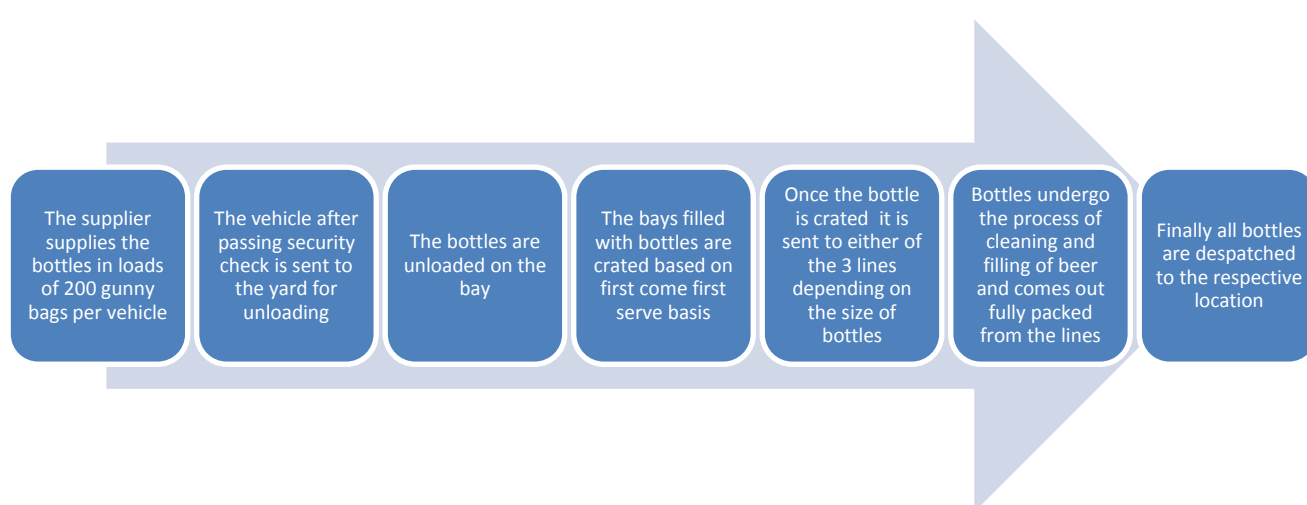 The supplier
supplies the
bottles in loads
of 200 gunny
bags per vehicle
The vehicle after
passing security
check is sent to
the yard for
unloading
The bottles are
unloaded on the
bay
The bays filled
with bottles are
crated based on
first come first
serve basis
Once the bottle
is crated it is
sent to either of
the 3 lines
depending on
the size of
bottles
Bottles undergo
the process of
cleaning and
filling of beer
and comes out
fully packed
from the lines
Finally all bottles
are despatched
to the respective
location